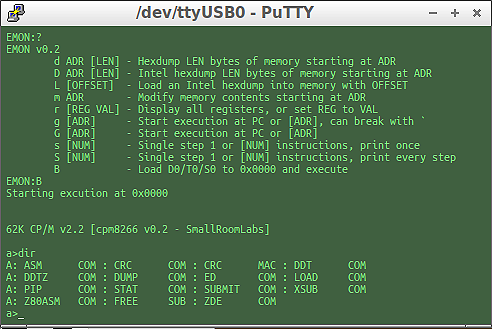 /dev/ttyUSB0 - PuTTY
EMON:?
EMON v0.2
d ADR [LEN] - Hexdump LEN bytes of memory starting at ADR
D ADR [LEN] - Intel hexdump LEN bytes of memory starting at ADR
L [OFFSET] - Load an Intel hexdump into memory with OFFSET
m ADR - Modify memory contents starting at ADR
r [REG VAL] - Display all registers, or set REG to VAL
g [ADR] - Start execution at PC or [ADR], can break with `
G [ADR] - Start execution at PC or [ADR]
s [NUM] - Single step 1 or [NUM] instructions, print once
S [NUM] - Single step 1 or [NUM] instructions, print every step
B - Load D0/T0/S0 to 0x0000 and execute
EMON:B
Starting excution at 0x0000
62K CP/M v2.2 [cpm8266 v0.2 - SmallRoomLabs]
a>dir
A: ASM COM : CRC COM : CRC MAC : DDT COM
A: DDTZ COM : DUMP COM : ED COM : LOAD COM
A: PIP COM : STAT COM : SUBMIT COM : XSUB COM
A: Z80ASM COM : FREE SUB : ZDE COM
a>_